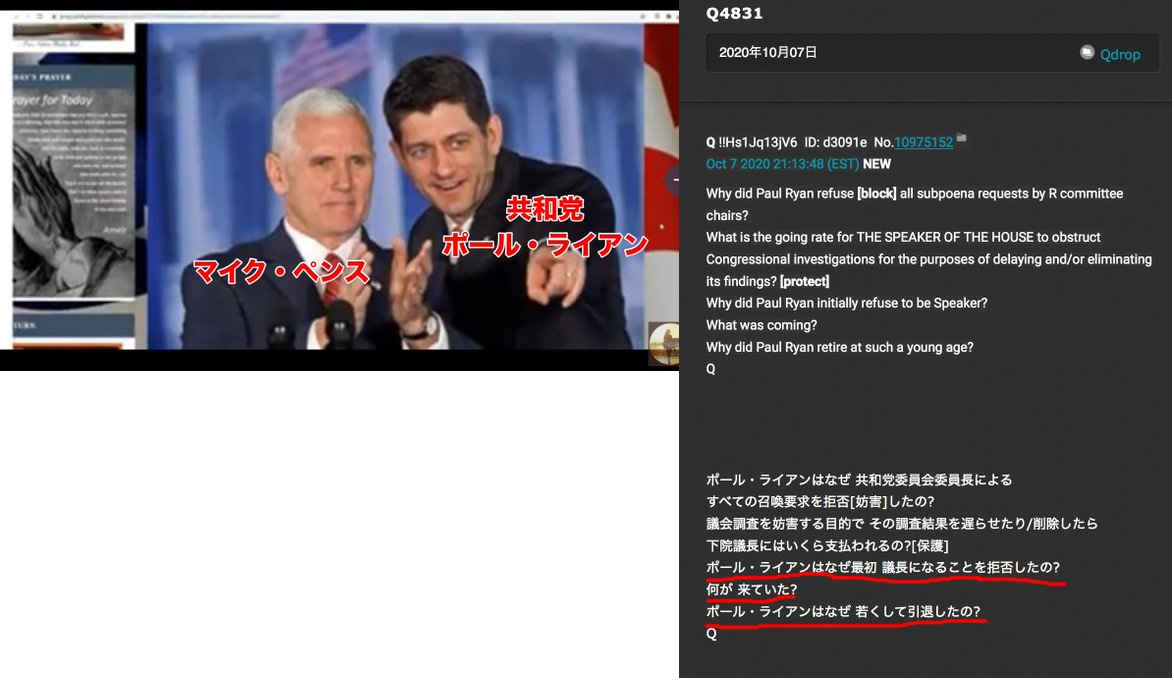 DAY'S PRAYER
rayer for Today
Amen
共和党
ポール・ライアン
マイク・ペンス
Q4831
2020年10月07日
Qdrop
Q !!Hs1Jq13jV6 ID: d3091e No.10975152
Oct 7 2020 21:13:48 (EST) NEW
Why did Paul Ryan refuse [block] all subpoena requests by R committee
chairs?
What is the going rate for THE SPEAKER OF THE HOUSE to obstruct
Congressional investigations for the purposes of delaying and/or eliminating
its findings? [protect]
Why did Paul Ryan initially refuse to be Speaker?
What was coming?
Why did Paul Ryan retire at such a young age?
Q
ポール・ライアンはなぜ 共和党委員会委員長による
すべての召喚要求を拒否[妨害]したの?
議会調査を妨害する目的で その調査結果を遅らせたり/削除したら
下院議長にはいくら支払われるの?[保護]
ポール・ライアンはなぜ最初 議長になることを拒否したの?
何が 来ていた?
ポール・ライアンはなぜ 若くして引退したの?
Q